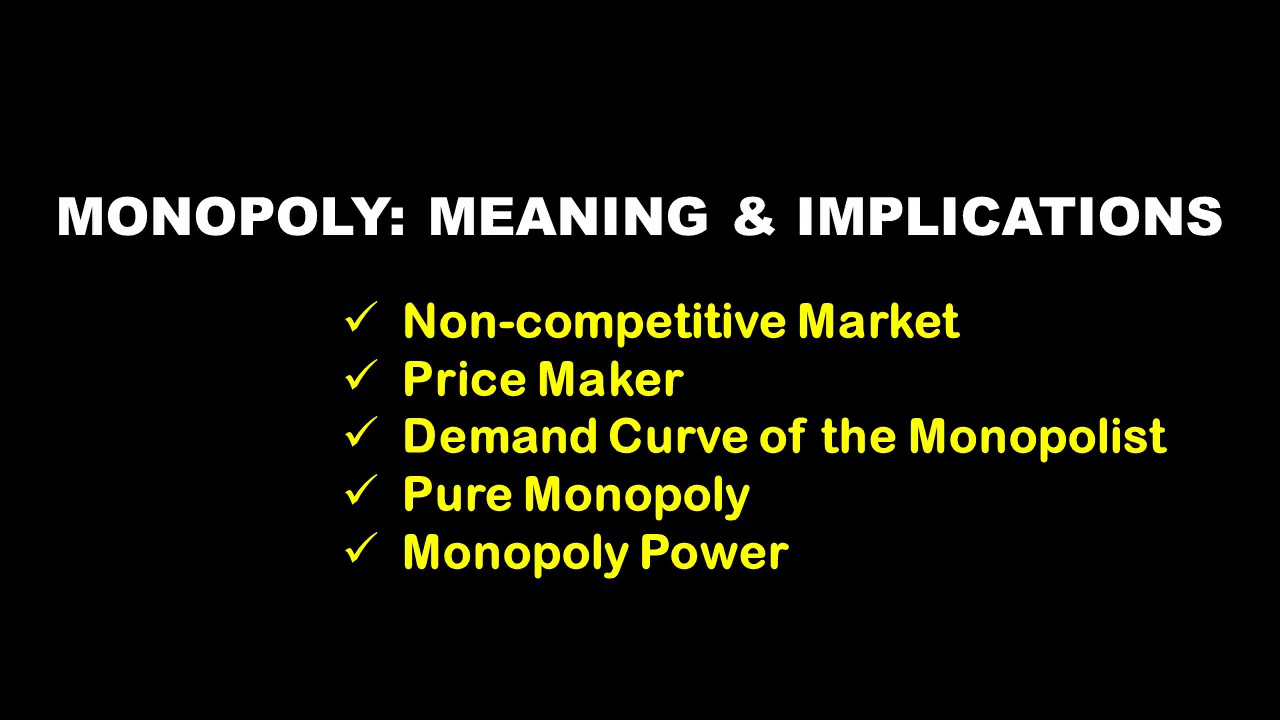 MONOPOLY: MEANING & IMPLICATIONS
✓ Non-competitive Market
✓ Price Maker
✓ Demand Curve of the Monopolist
✓ Pure Monopoly
✓ Monopoly Power